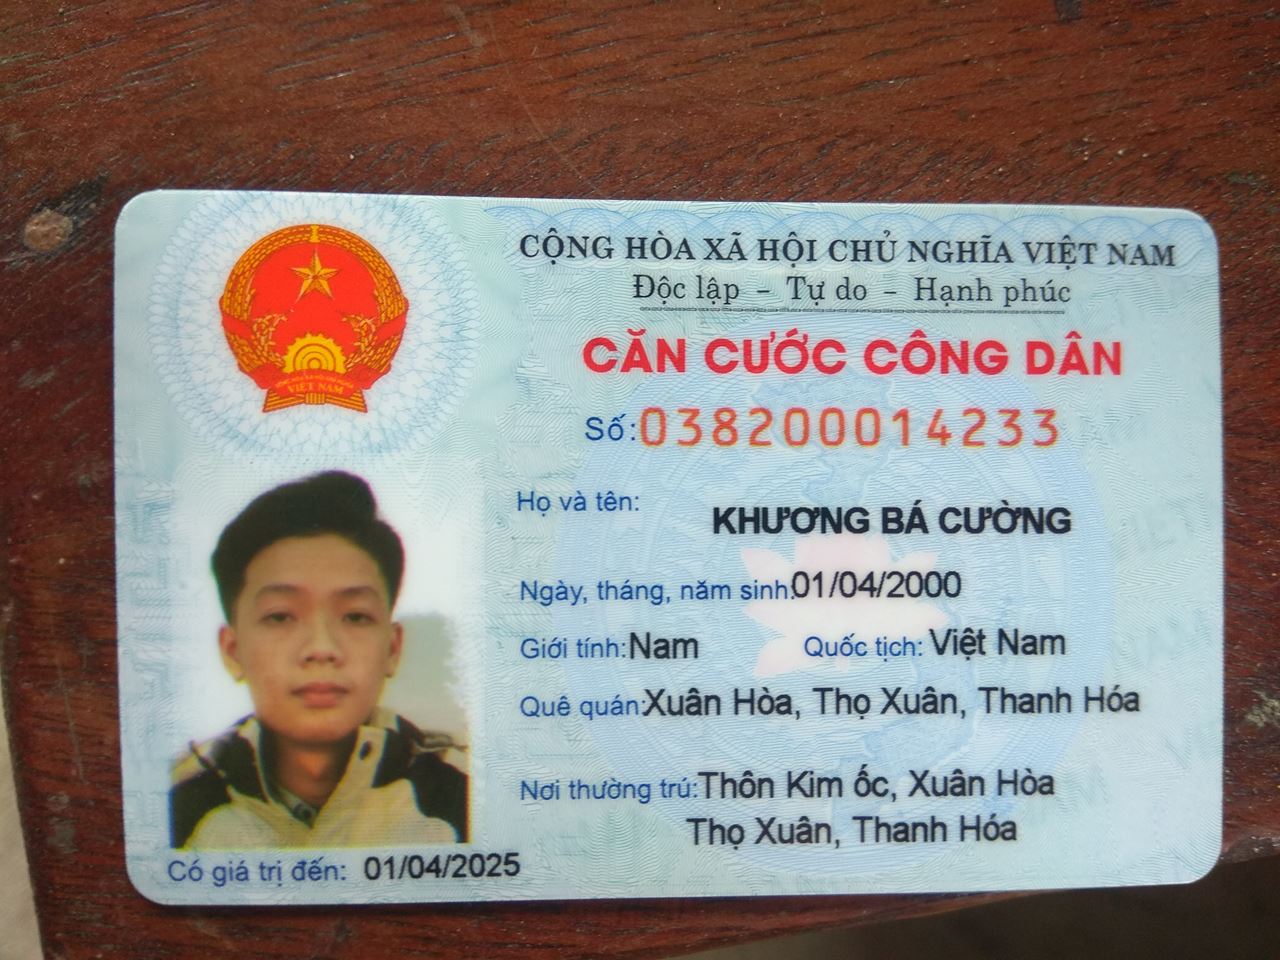 CỘNG HÒA XÃ HỘI CHỦ NGHĨA VIỆT NAM
Độc lập - Tự do - Hạnh phúc
CĂN CƯỚC CÔNG DÂN
Số: 038200014233
Họ và tên: KHƯƠNG BÁ CƯỜNG
Ngày, tháng, năm sinh: 01/04/2000
Giới tính: Nam Quốc tịch: Việt Nam
Quê quán: Xuân Hòa, Thọ Xuân, Thanh Hóa
Nơi thường trú: Thôn Kim ốc, Xuân Hòa
Thọ Xuân, Thanh Hóa
Có giá trị đến: 01/04/2025
VIỆT NAM